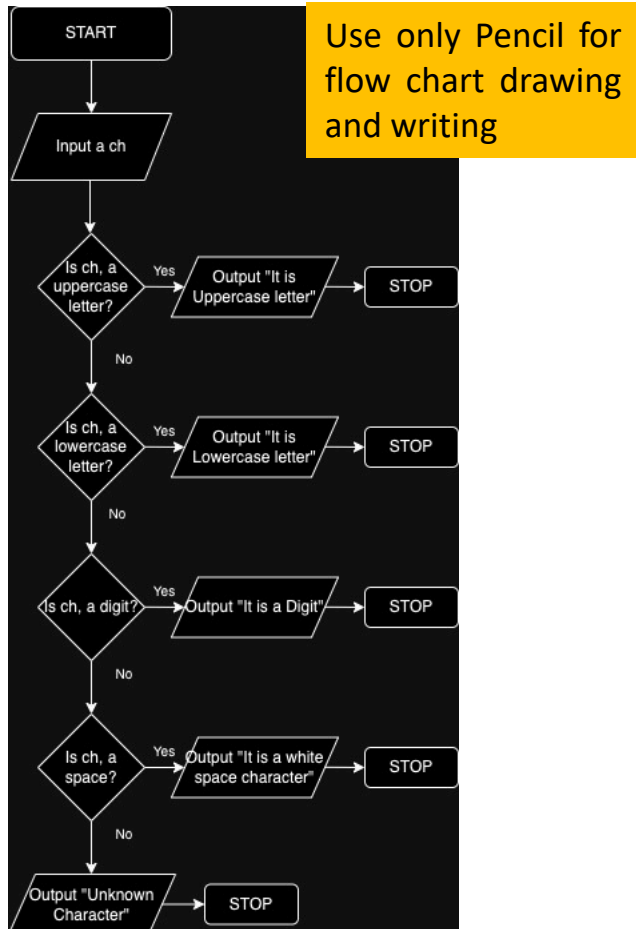 START
Use only Pencil for
flow chart drawing
and writing
Input a ch
Is ch, a
uppercase
letter?
Yes
Output "It is
Uppercase letter"
STOP
No
Is ch, a
lowercase
letter?
Yes
Output "It is
Lowercase letter"
STOP
No
Is ch, a digit?
Yes
Output "It is a Digit"
STOP
No
Is ch, a
space?
Yes
Output "It is a white
space character"
STOP
No
Output "Unknown
Character"
STOP